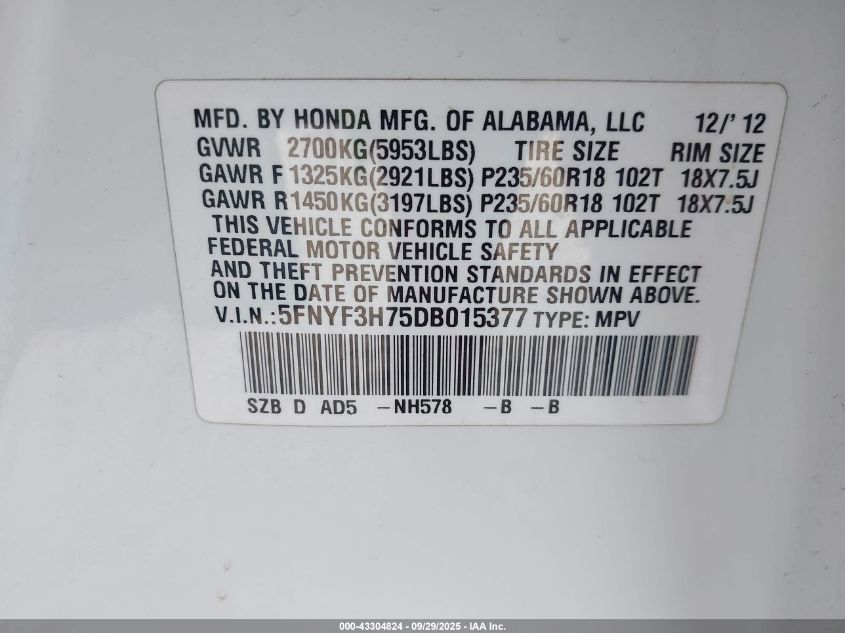 MFD. BY HONDA MFG. OF ALABAMA, LLC 12/' 12
GVWR 2700KG(5953LBS) TIRE SIZE RIM SIZE
GAWR F 1325KG(2921LBS) P235/60R18 102T 18X7.5J
GAWR R 1450KG(3197LBS) P235/60R18 102T 18X7.5J
THIS VEHICLE CONFORMS TO ALL APPLICABLE
FEDERAL MOTOR VEHICLE SAFETY
AND THEFT PREVENTION STANDARDS IN EFFECT
ON THE DATE OF MANUFACTURE SHOWN ABOVE.
V.I.N.:5FNYF3H75DB015377 TYPE: MPV
SZB D AD5 -NH578 -B -B
000-43304824 - 09/29/2025 - IAA Inc.